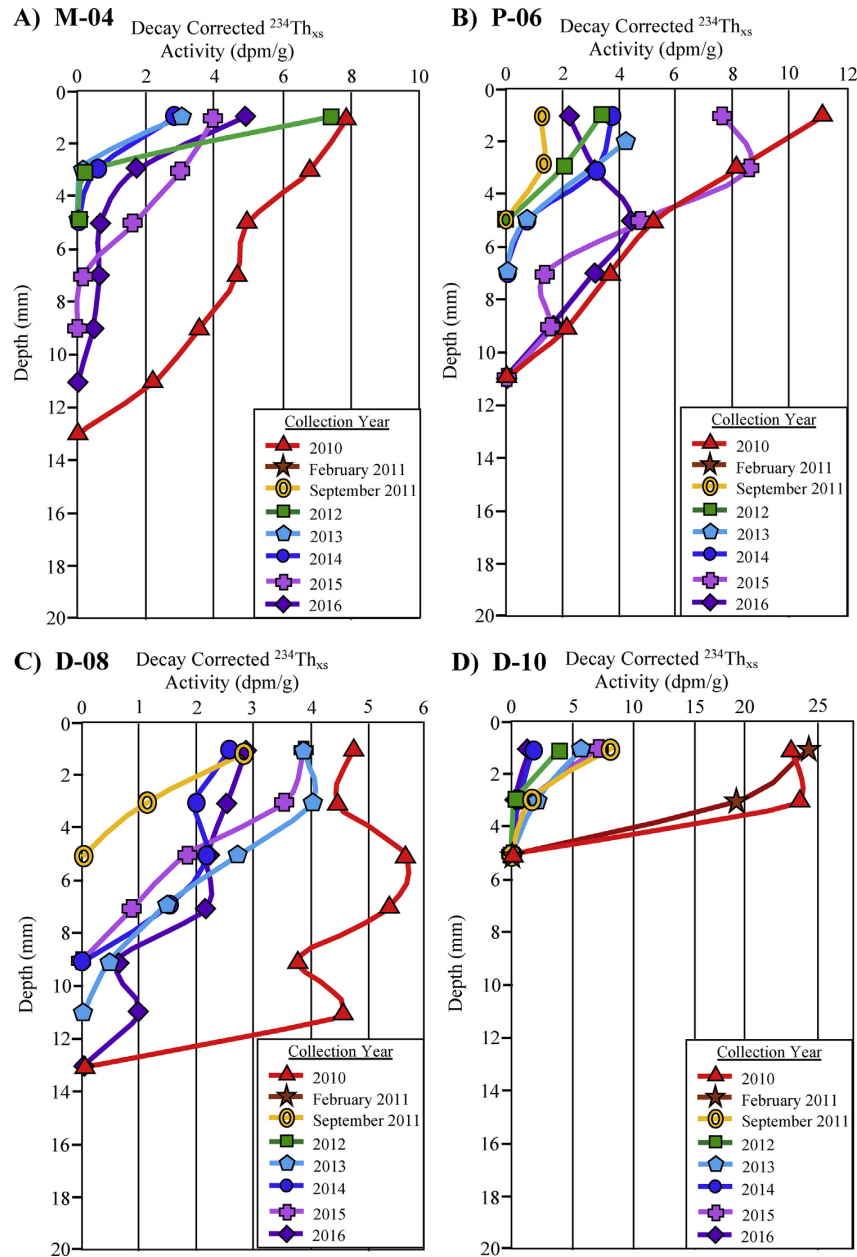 A) M-04
Decay Corrected ²³⁴Thxs
Activity (dpm/g)
0 2 4 6 8 10
0
2
4
6
8
10
12
14
16
18
20
Depth (mm)
Collection Year
2010
February 2011
September 2011
2012
2013
2014
2015
2016
B) P-06
Decay Corrected ²³⁴Thxs
Activity (dpm/g)
0 2 4 6 8 10 12
0
2
4
6
8
10
12
14
16
18
20
Depth (mm)
Collection Year
2010
February 2011
September 2011
2012
2013
2014
2015
2016
C) D-08
Decay Corrected ²³⁴Thxs
Activity (dpm/g)
0 1 2 3 4 5 6
0
2
4
6
8
10
12
14
16
18
20
Depth (mm)
Collection Year
2010
February 2011
September 2011
2012
2013
2014
2015
2016
D) D-10
Decay Corrected ²³⁴Thxs
Activity (dpm/g)
0 5 10 15 20 25
0
2
4
6
8
10
12
14
16
18
20
Depth (mm)
Collection Year
2010
February 2011
September 2011
2012
2013
2014
2015
2016